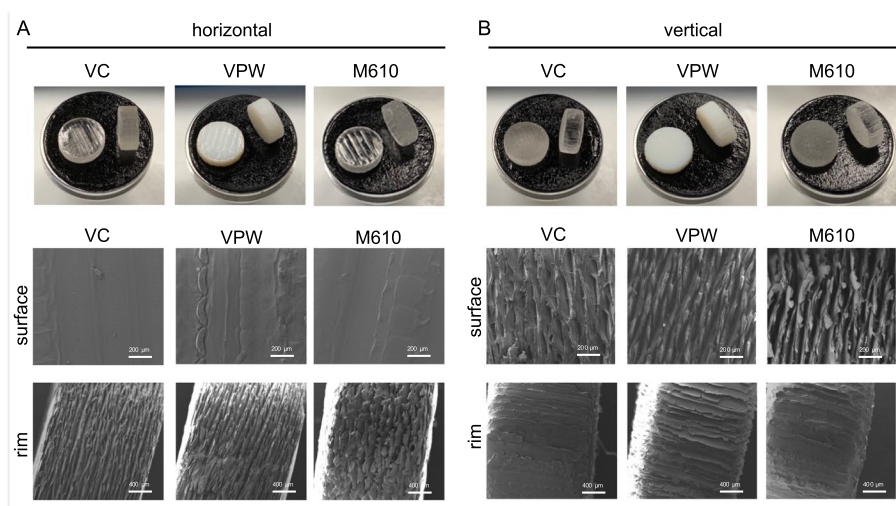 A
horizontal
VC VPW M610
VC VPW M610
surface
200 µm 200 µm 200 µm
rim
400 µm 400 µm 400 µm
B
vertical
VC VPW M610
VC VPW M610
surface
200 µm 200 µm 200 µm
rim
400 µm 400 µm 400 µm